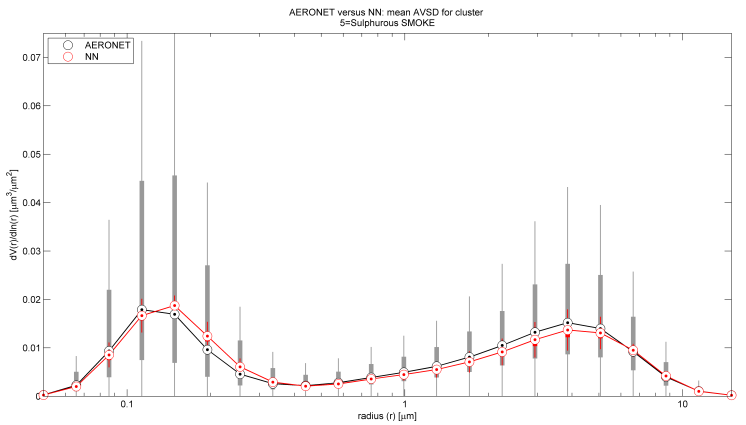 AERONET versus NN: mean AVSD for cluster
5=Sulphurous SMOKE
AERONET
NN
0.07
0.06
0.05
0.04
0.03
0.02
0.01
0
dV(r)/dln(r) [μm³/μm²]
0.1
1
10
radius (r) [μm]